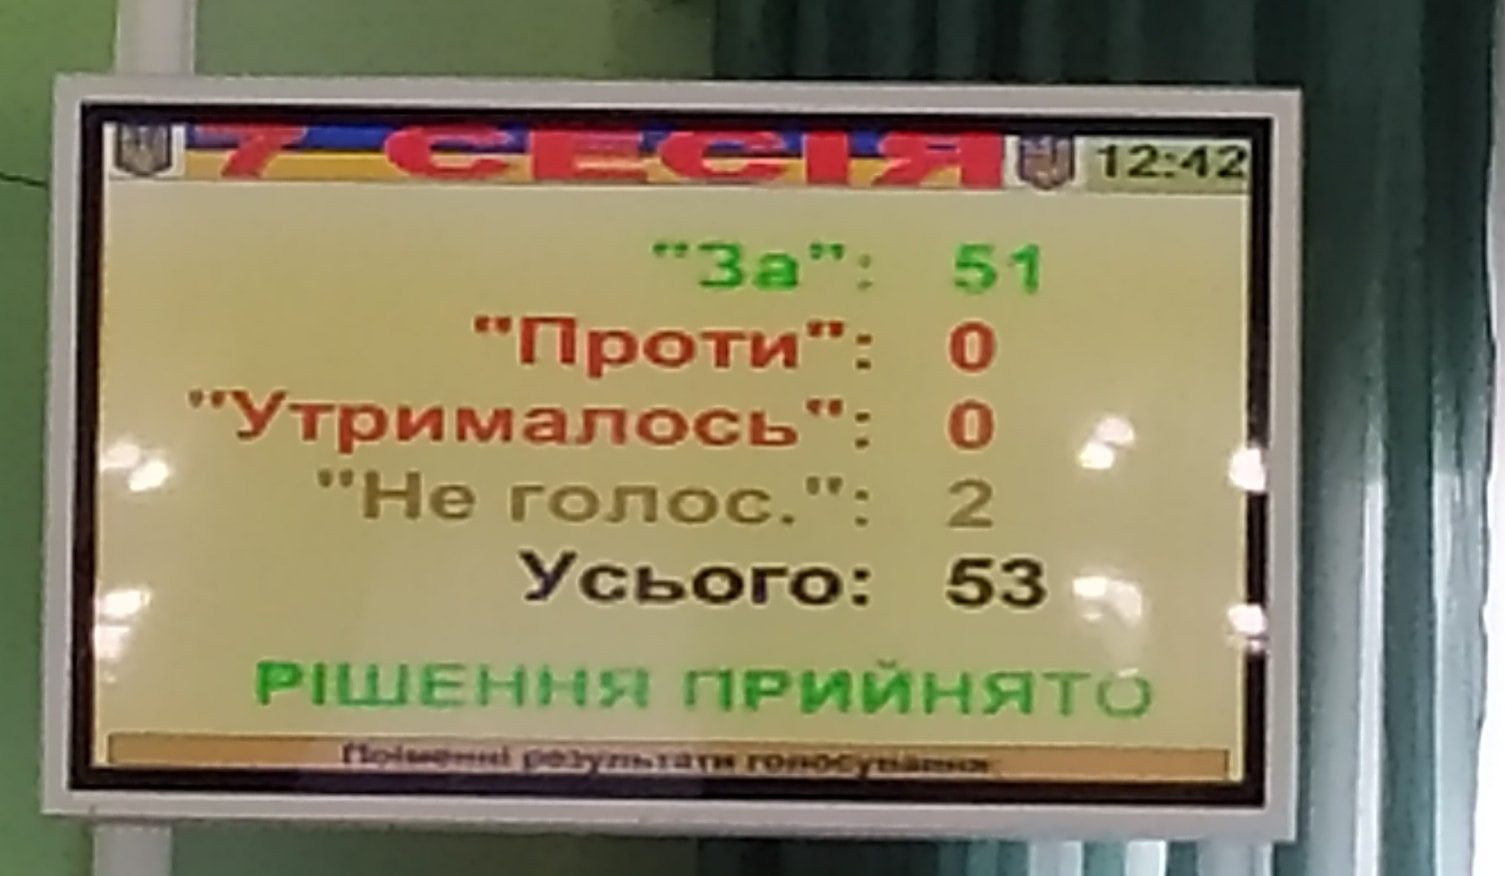 7 СЕСІЯ 12:42
"За": 51
"Проти": 0
"Утрималось": 0
"Не голос.": 2
Усього: 53
РІШЕННЯ ПРИЙНЯТО
Поіменні результати голосування: